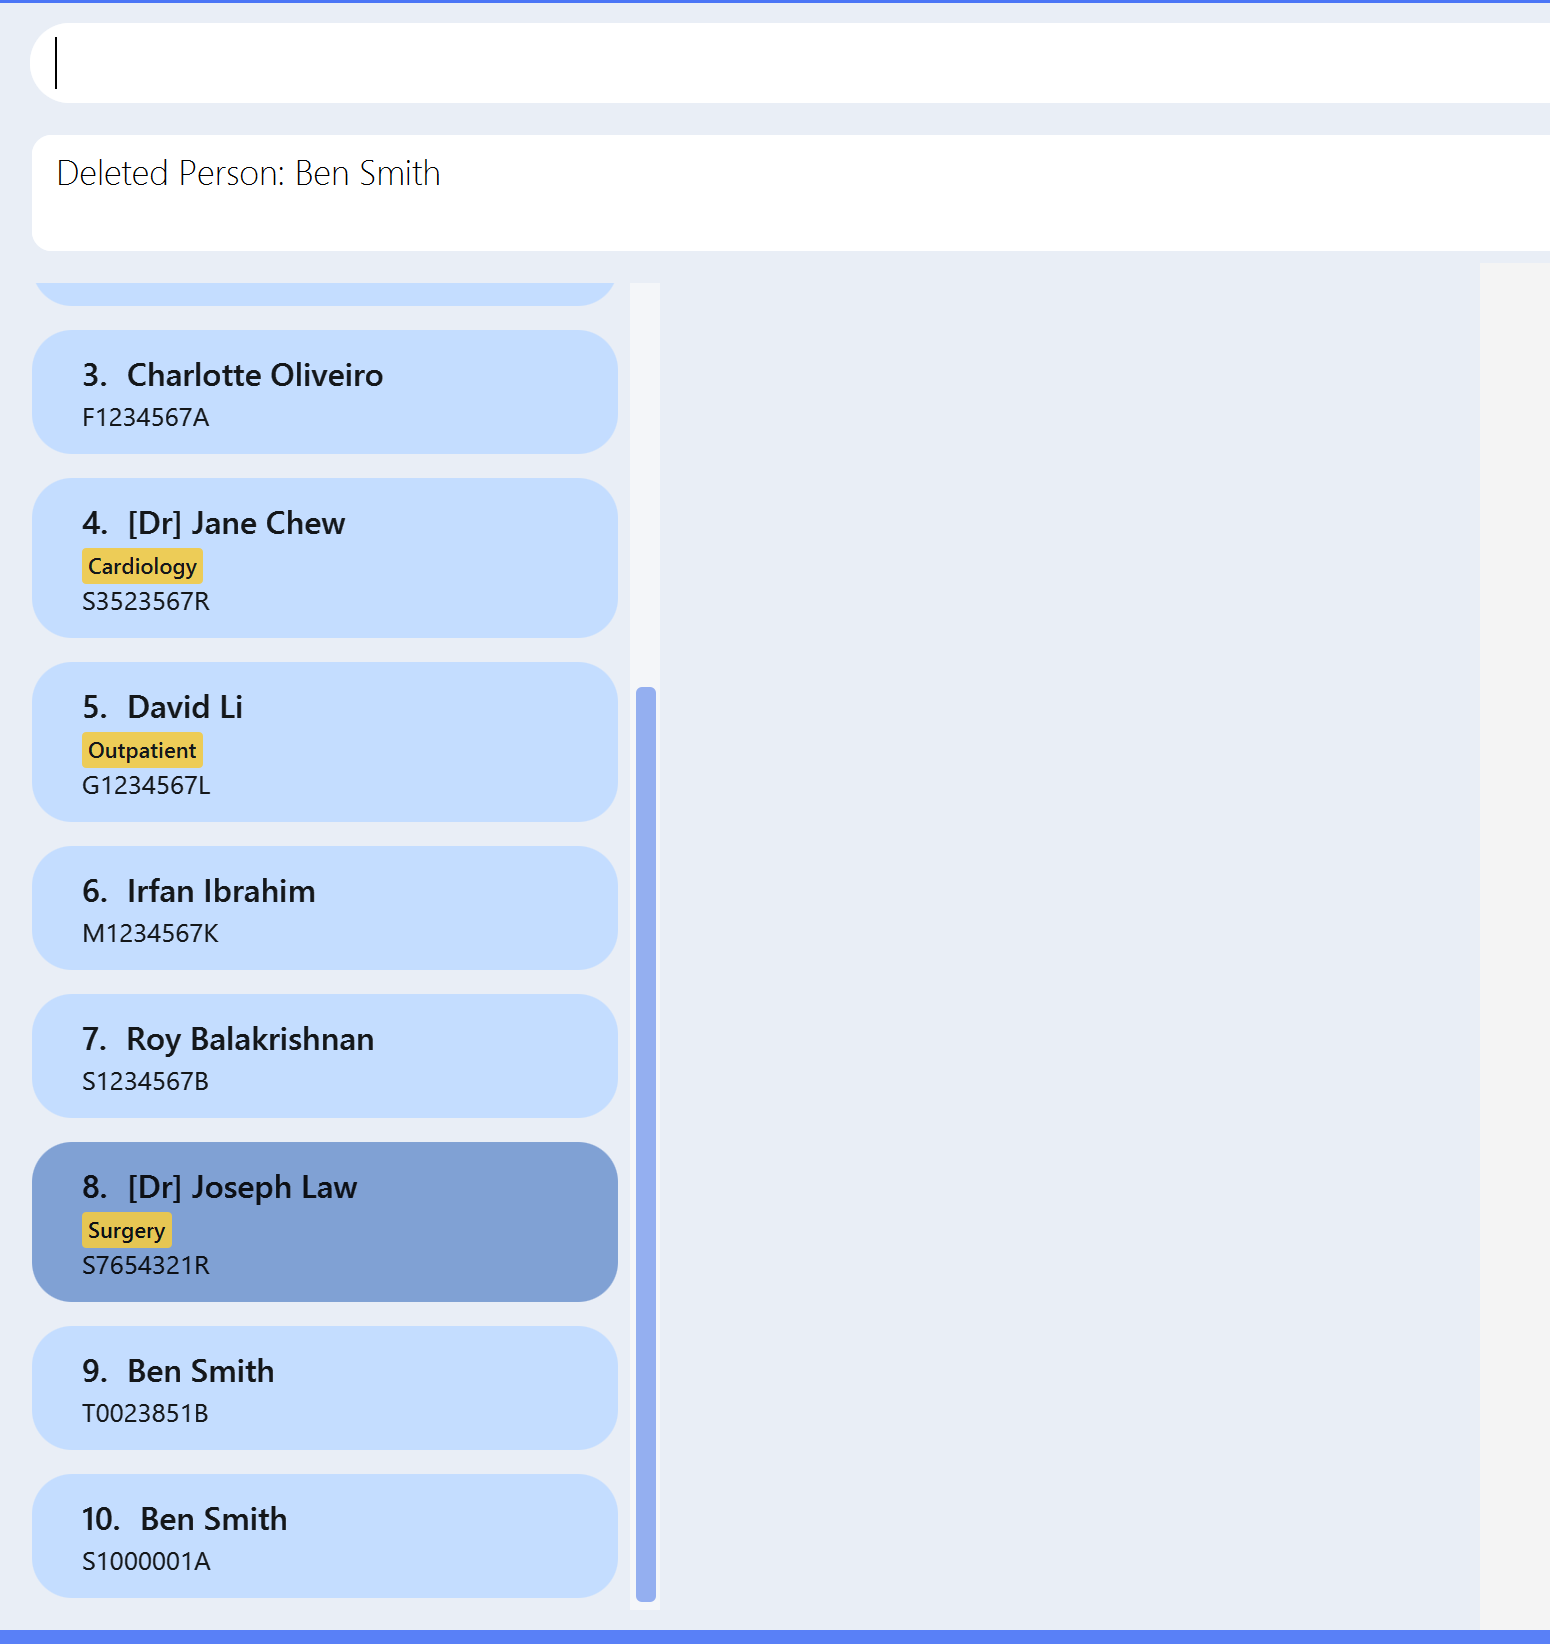 Deleted Person: Ben Smith
3. Charlotte Oliveiro
F1234567A
4. [Dr] Jane Chew
Cardiology
S3523567R
5. David Li
Outpatient
G1234567L
6. Irfan Ibrahim
M1234567K
7. Roy Balakrishnan
S1234567B
8. [Dr] Joseph Law
Surgery
S7654321R
9. Ben Smith
T0023851B
10. Ben Smith
S1000001A